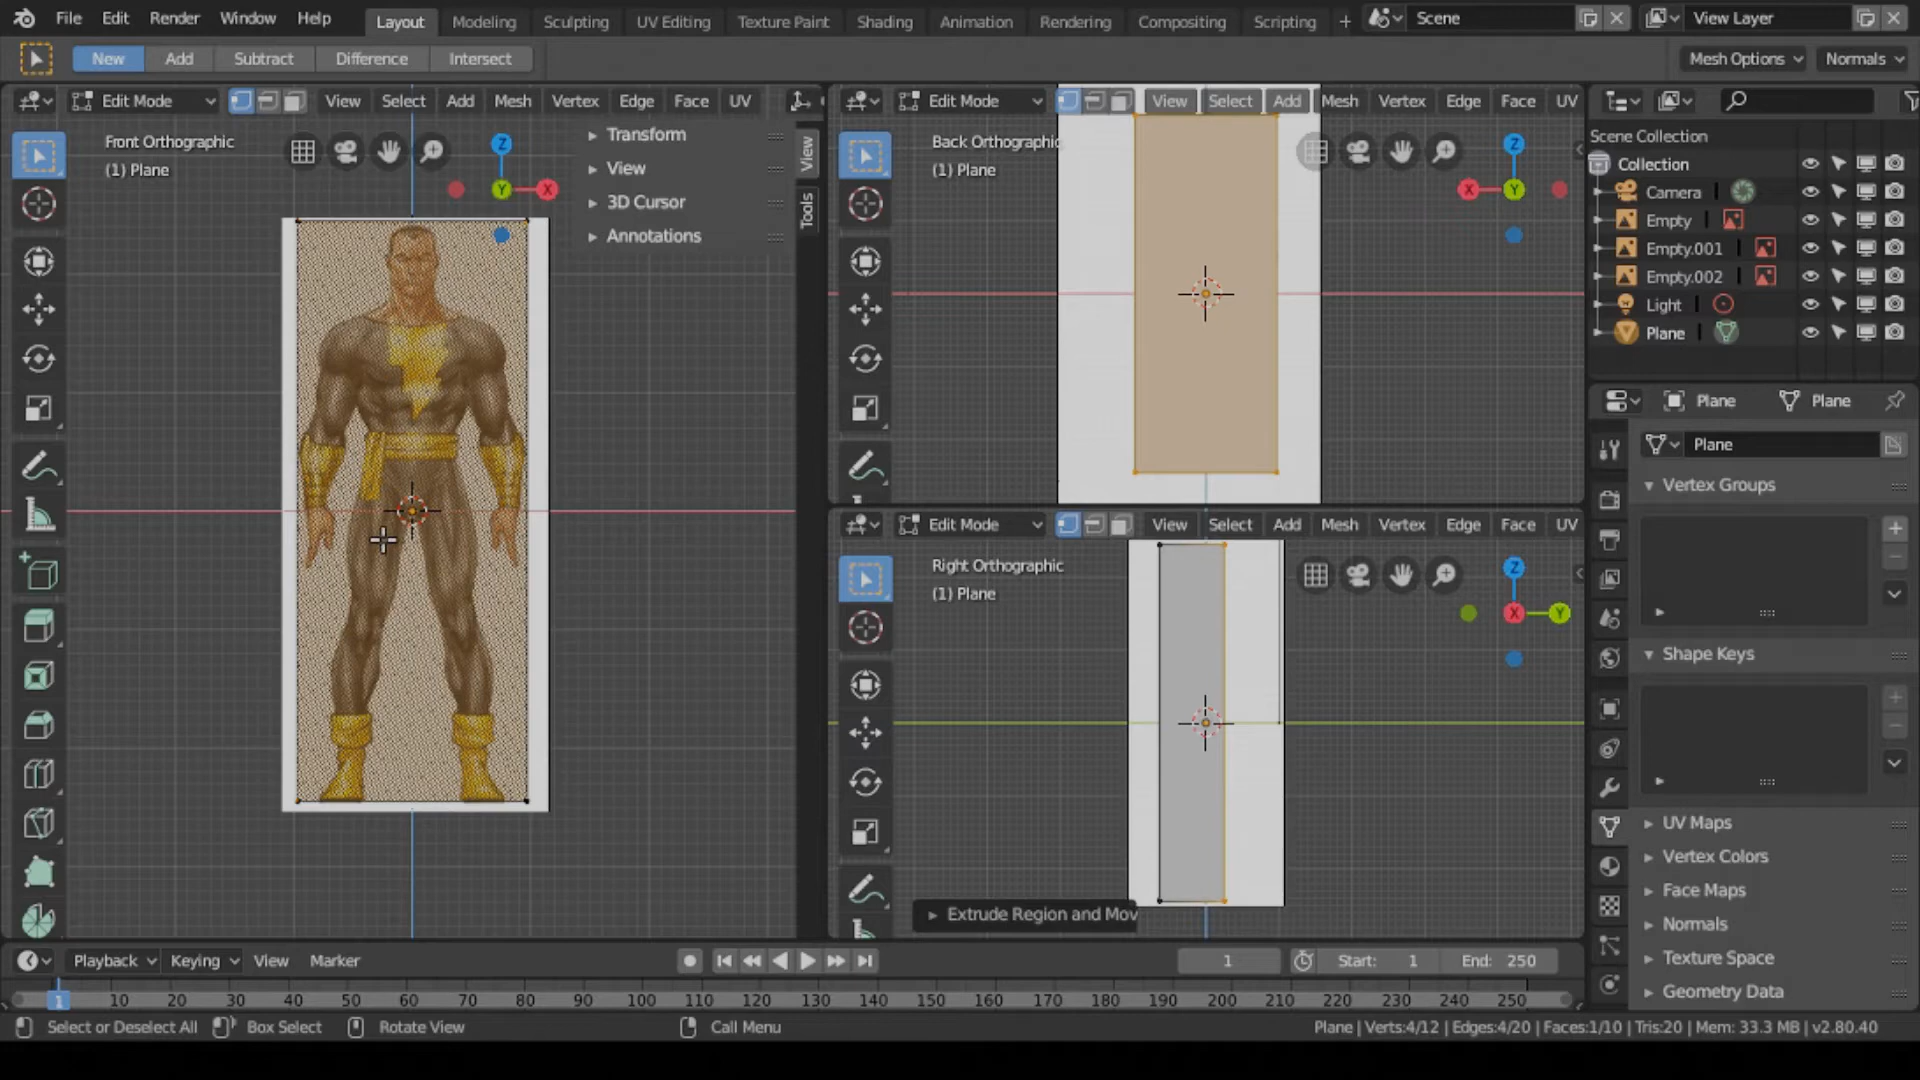 File Edit Render Window Help Layout Modeling Sculpting UV Editing Texture Paint Shading Animation Rendering Compositing Scripting + Scene View Layer
New Add Subtract Difference Intersect Mesh Options Normals
Edit Mode View Select Add Mesh Vertex Edge Face UV
Front Orthographic
(1) Plane
Z
Y
X
Transform
View
3D Cursor
Annotations
View
Tools
Edit Mode View Select Add Mesh Vertex Edge Face UV
Back Orthographic
(1) Plane
Z
X
Y
Edit Mode View Select Add Mesh Vertex Edge Face UV
Right Orthographic
(1) Plane
Z
X
Y
Extrude Region and Mov
Scene Collection
Collection
Camera
Empty
Empty.001
Empty.002
Light
Plane
Plane Plane
Plane
Vertex Groups
Shape Keys
UV Maps
Vertex Colors
Face Maps
Normals
Texture Space
Geometry Data
Playback Keying View Marker 1 Start: 1 End: 250
1 10 20 30 40 50 60 70 80 90 100 110 120 130 140 150 160 170 180 190 200 210 220 230 240 250
Select or Deselect All Box Select Rotate View Call Menu Plane | Verts:4/12 | Edges:4/20 | Faces:1/10 | Tris:20 | Mem: 33.3 MB | v2.80.40